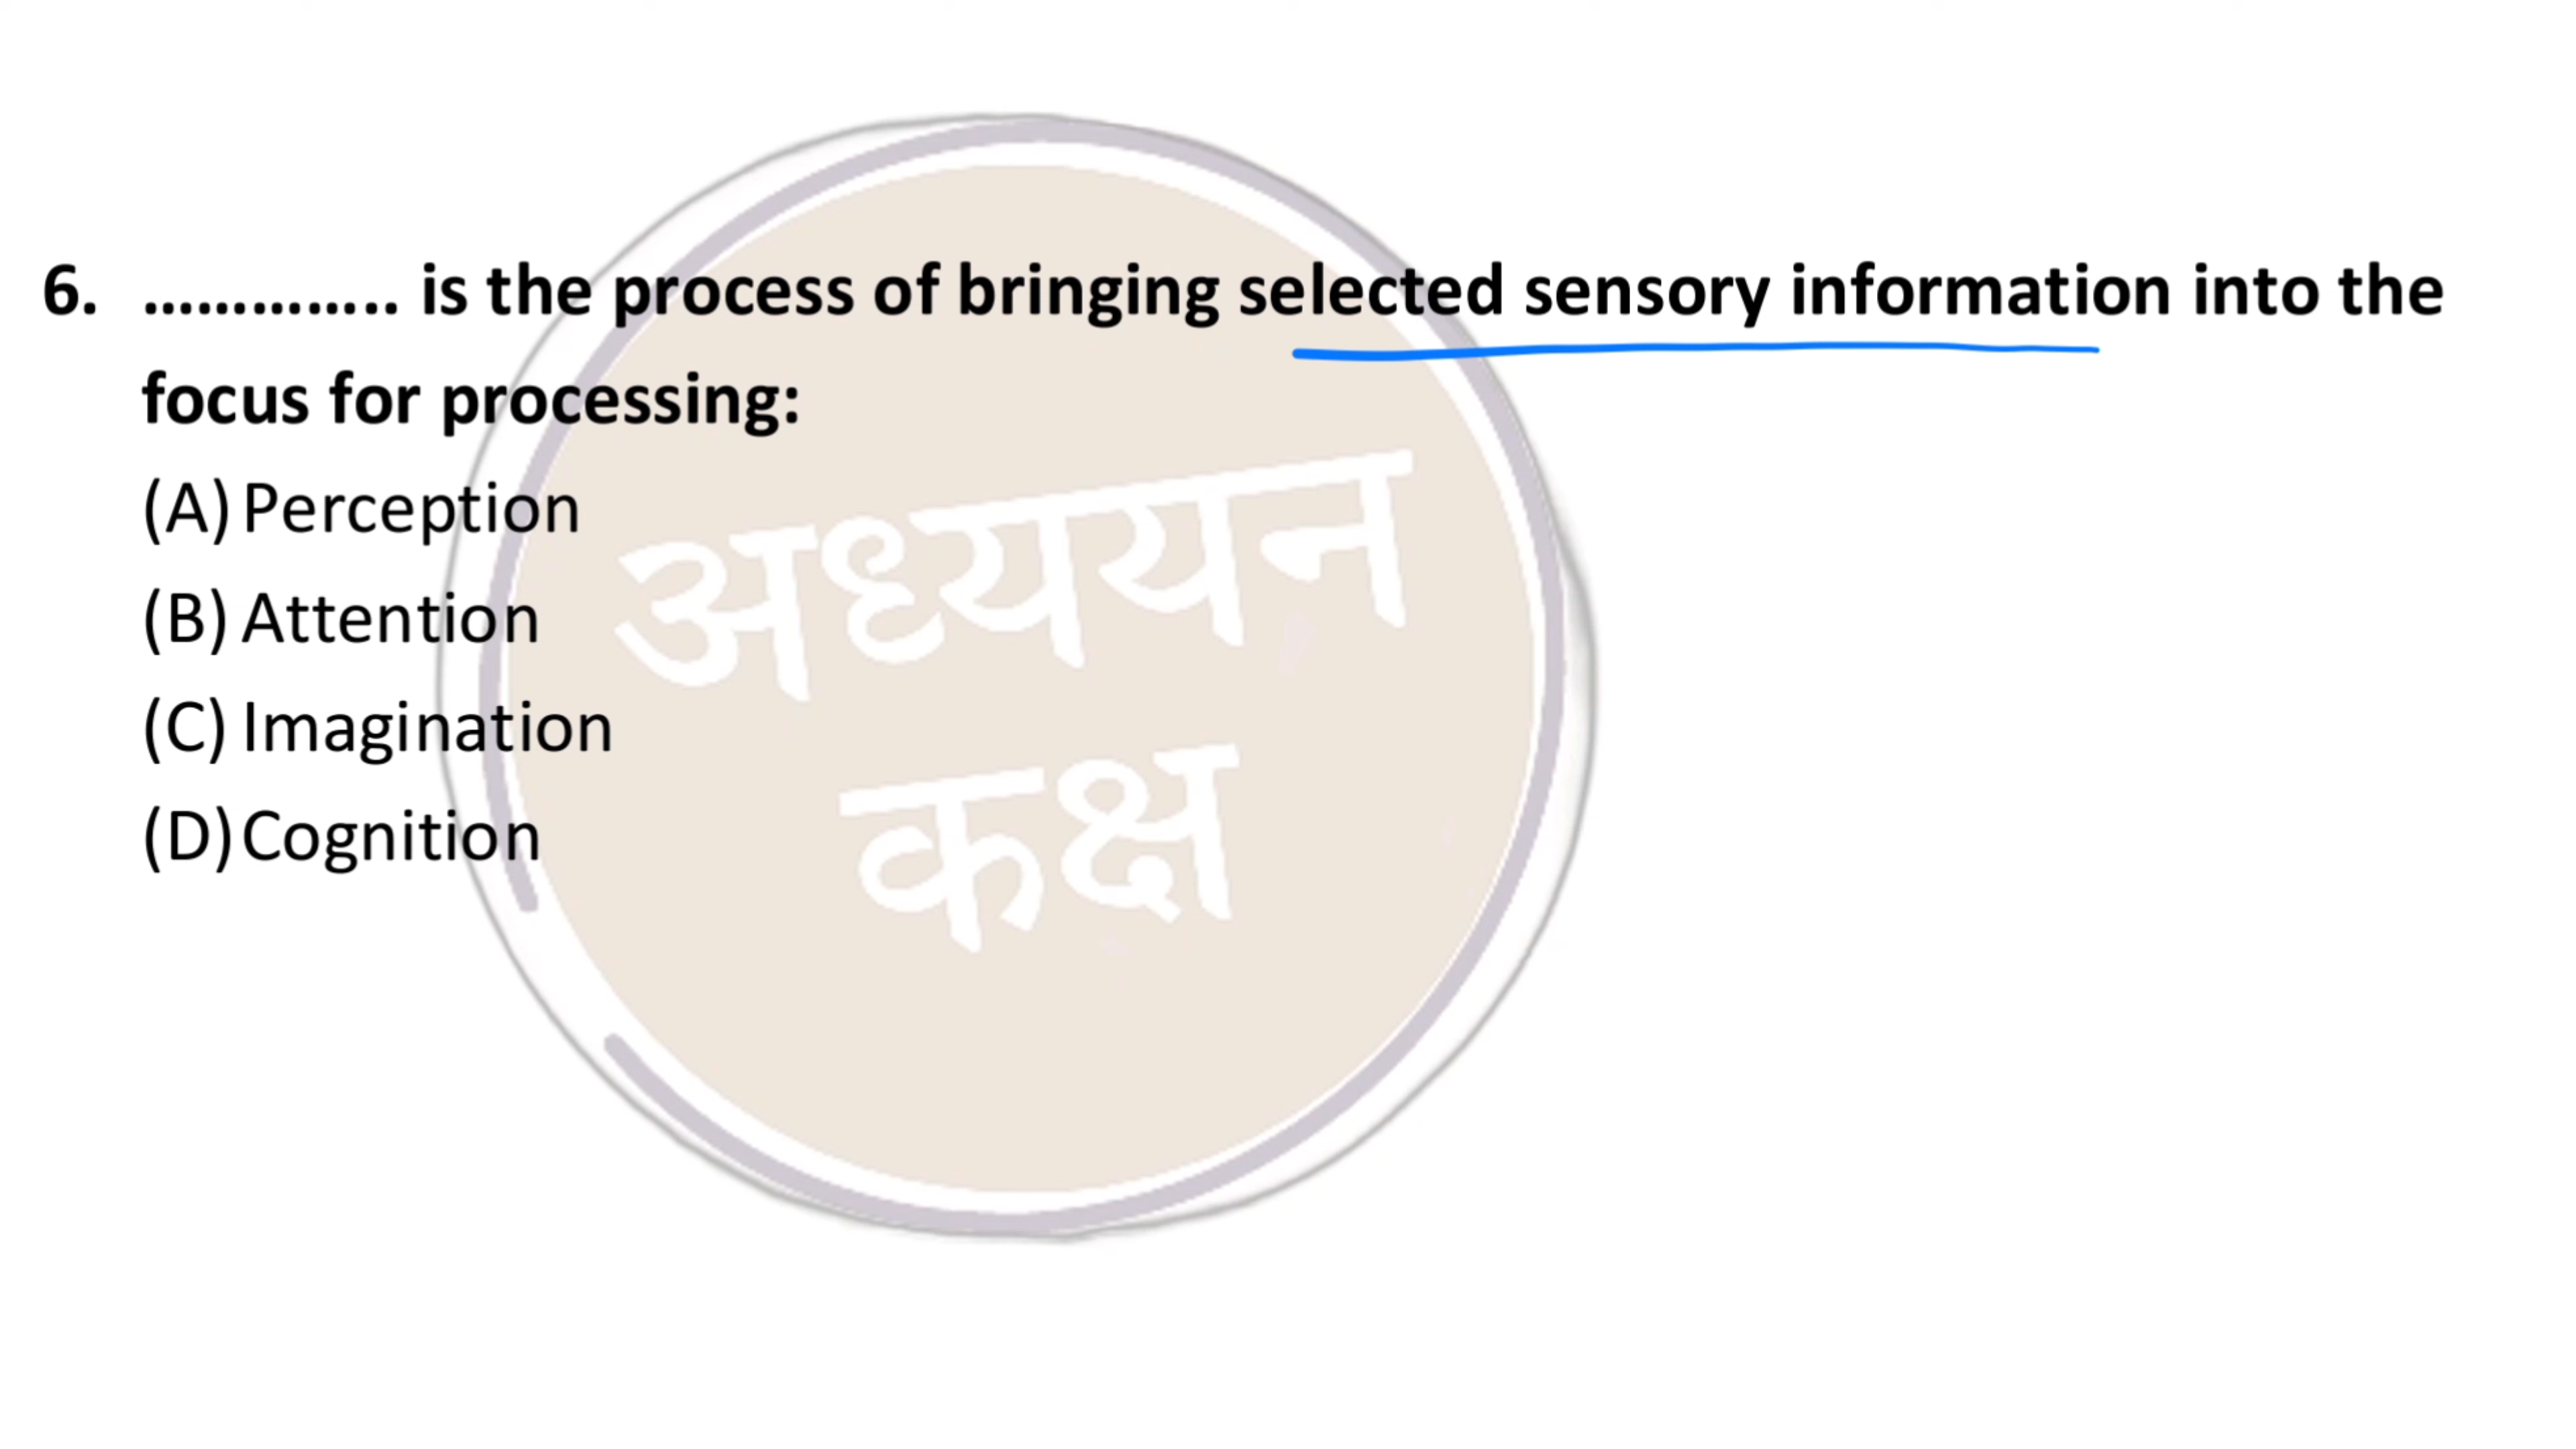 6. ………….. is the process of bringing selected sensory information into the
focus for processing:
(A) Perception
(B) Attention
(C) Imagination
(D) Cognition
अध्ययन
कक्ष